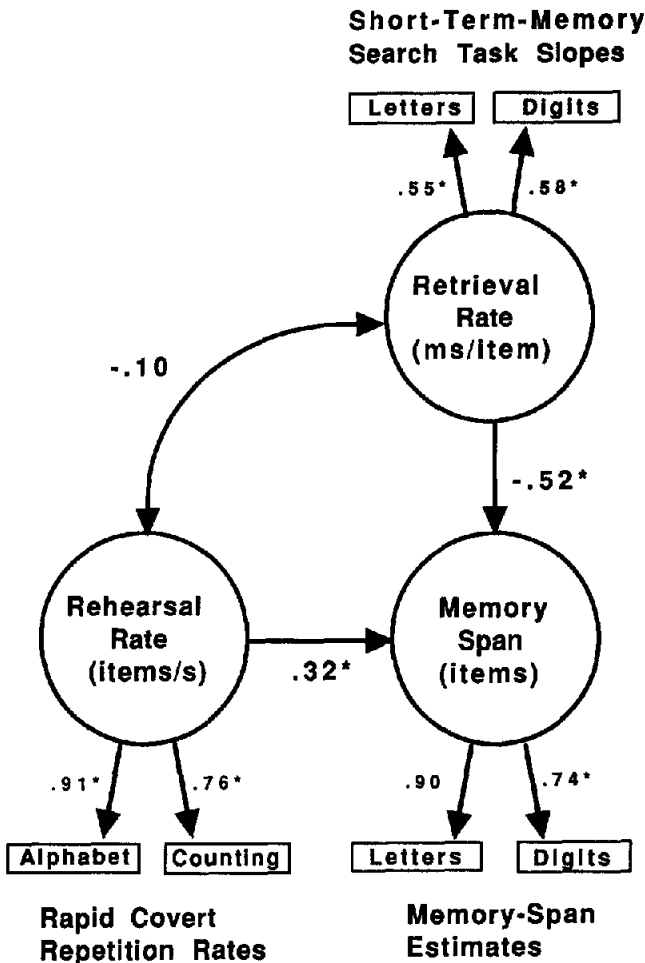 Short-Term-Memory
Search Task Slopes
Letters Digits
.55* .58*
Retrieval
Rate
(ms/item)
-.10
-.52*
Rehearsal
Rate
(items/s)
.32*
Memory
Span
(items)
.91* .76*
.90 .74*
Alphabet Counting
Letters Digits
Rapid Covert
Repetition Rates
Memory-Span
Estimates